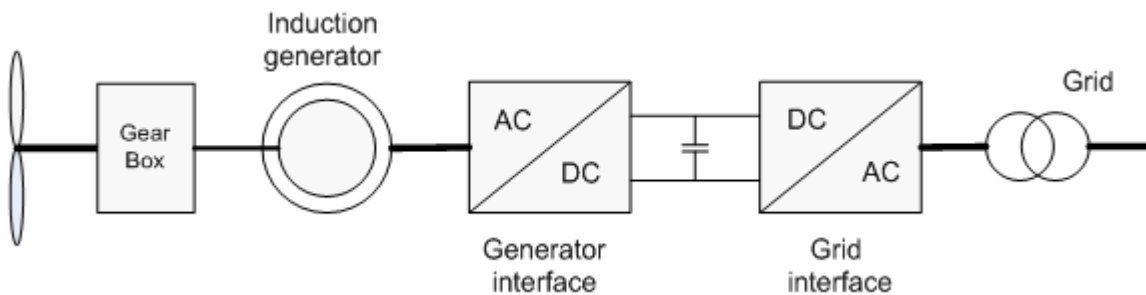 Induction
generator
Gear
Box
AC
DC
DC
AC
Grid
Generator
interface
Grid
interface